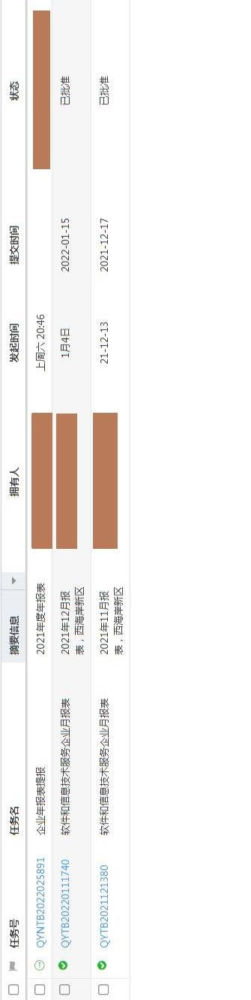 任务号 任务名 摘要信息 拥有人 发起时间 提交时间 状态
QYNTB2022025891 企业年报表提报 2021年度年报表 上周六 20:46
QYTB20220111740 软件和信息技术服务企业月报表 2021年12月报 1月4日 2022-01-15 已批准
表，西海岸新区
QYTB2021121380 软件和信息技术服务企业月报表 2021年11月报 21-12-13 2021-12-17 已批准
表，西海岸新区